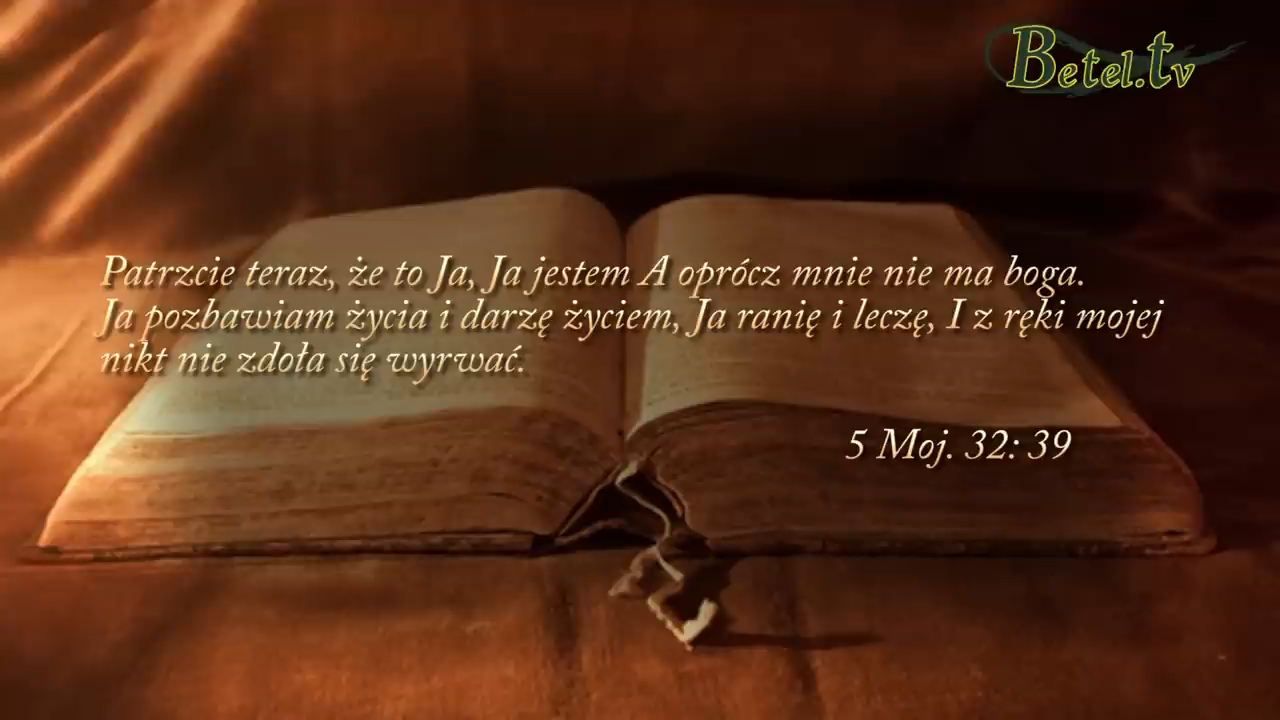 Betel.tv
Patrzcie teraz, że to Ja, Ja jestem A oprócz mnie nie ma boga.
Ja pozbawiam życia i darzę życiem, Ja ranię i leczę, I z ręki mojej
nikt nie zdoła się wyrwać.
5 Moj. 32: 39